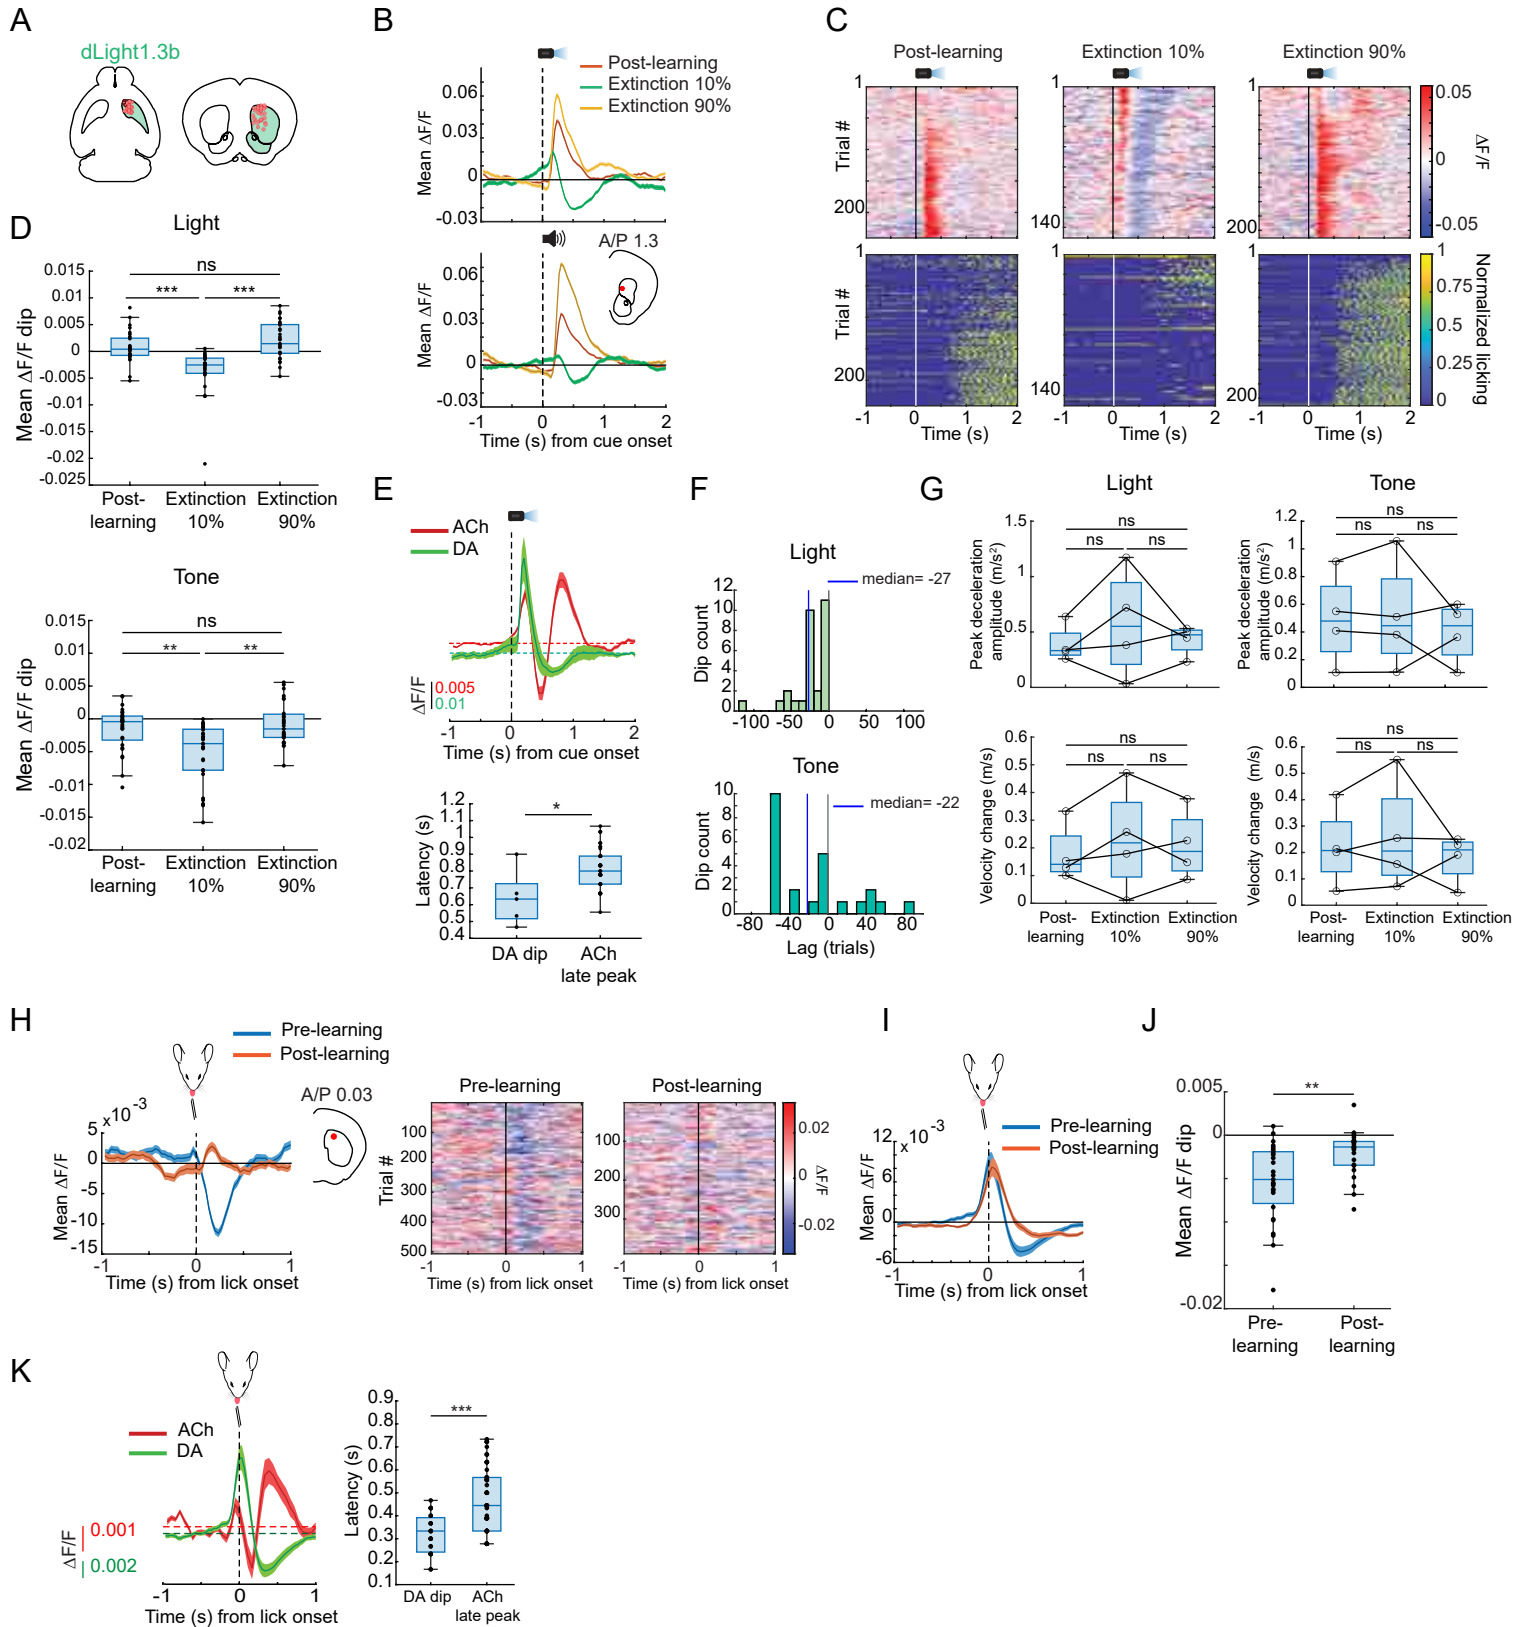 A
dLight1.3b
B
Post-learning
Extinction 10%
Extinction 90%
Mean ΔF/F
0.06
0.03
0
-0.03
A/P 1.3
Mean ΔF/F
0.06
0.03
0
-0.03
-1 0 1 2
Time (s) from cue onset
C
Post-learning Extinction 10% Extinction 90%
Trial #
1
200
1
140
1
200
0.05
0
-0.05
ΔF/F
Trial #
1
200
1
140
1
200
1
0.75
0.5
0.25
0
Normalized licking
-1 0 1 2
Time (s)
-1 0 1 2
Time (s)
-1 0 1 2
Time (s)
D
Light
Mean ΔF/F dip
0.015
0.01
0.005
0
-0.005
-0.01
-0.015
-0.02
-0.025
ns
*** ***
Post-learning
Extinction 10%
Extinction 90%
Tone
Mean ΔF/F dip
0.015
0.01
0.005
0
-0.005
-0.01
-0.015
-0.02
ns
** **
Post-learning
Extinction 10%
Extinction 90%
E
ACh
DA
ΔF/F
0.005
0.01
-1 0 1 2
Time (s) from cue onset
Latency (s)
1.2
1.1
1
0.9
0.8
0.7
0.6
0.5
0.4
*
DA dip
ACh late peak
F
Light
median= -27
Dip count
12
10
8
6
4
2
0
-100 -50 0 50 100
Tone
median= -22
Dip count
10
8
6
4
2
0
-80 -40 0 40 80
Lag (trials)
G
Light
Peak deceleration amplitude (m/s²)
1.5
1
0.5
0
ns
ns ns
Tone
Peak deceleration amplitude (m/s²)
1.2
1
0.8
0.6
0.4
0.2
0
ns
ns ns
Velocity change (m/s)
0.6
0.5
0.4
0.3
0.2
0.1
0
ns
ns ns
Post-learning
Extinction 10%
Extinction 90%
Velocity change (m/s)
0.6
0.5
0.4
0.3
0.2
0.1
0
ns
ns ns
Post-learning
Extinction 10%
Extinction 90%
H
Pre-learning
Post-learning
x10-3
Mean ΔF/F
5
0
-5
-10
-15
-1 0 1
Time (s) from lick onset
A/P 0.03
Pre-learning
Trial #
100
200
300
400
500
-1 0 1
Time (s) from lick onset
Post-learning
100
200
300
-1 0 1
Time (s) from lick onset
0.02
0
-0.02
ΔF/F
I
Pre-learning
Post-learning
x 10-3
Mean ΔF/F
12
6
0
-6
-1 0 1
Time (s) from lick onset
J
Mean ΔF/F dip
0.005
0
-0.02
**
Pre-learning
Post-learning
K
ACh
DA
ΔF/F
0.001
0.002
-1 0 1
Time (s) from lick onset
Latency (s)
0.9
0.8
0.7
0.6
0.5
0.4
0.3
0.2
0.1
***
DA dip
ACh late peak